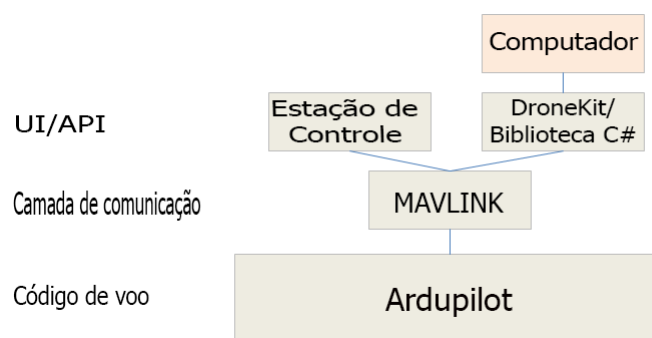 Computador
UI/API
Estação de
Controle
DroneKit/
Biblioteca C#
Camada de comunicação
MAVLINK
Código de voo
Ardupilot